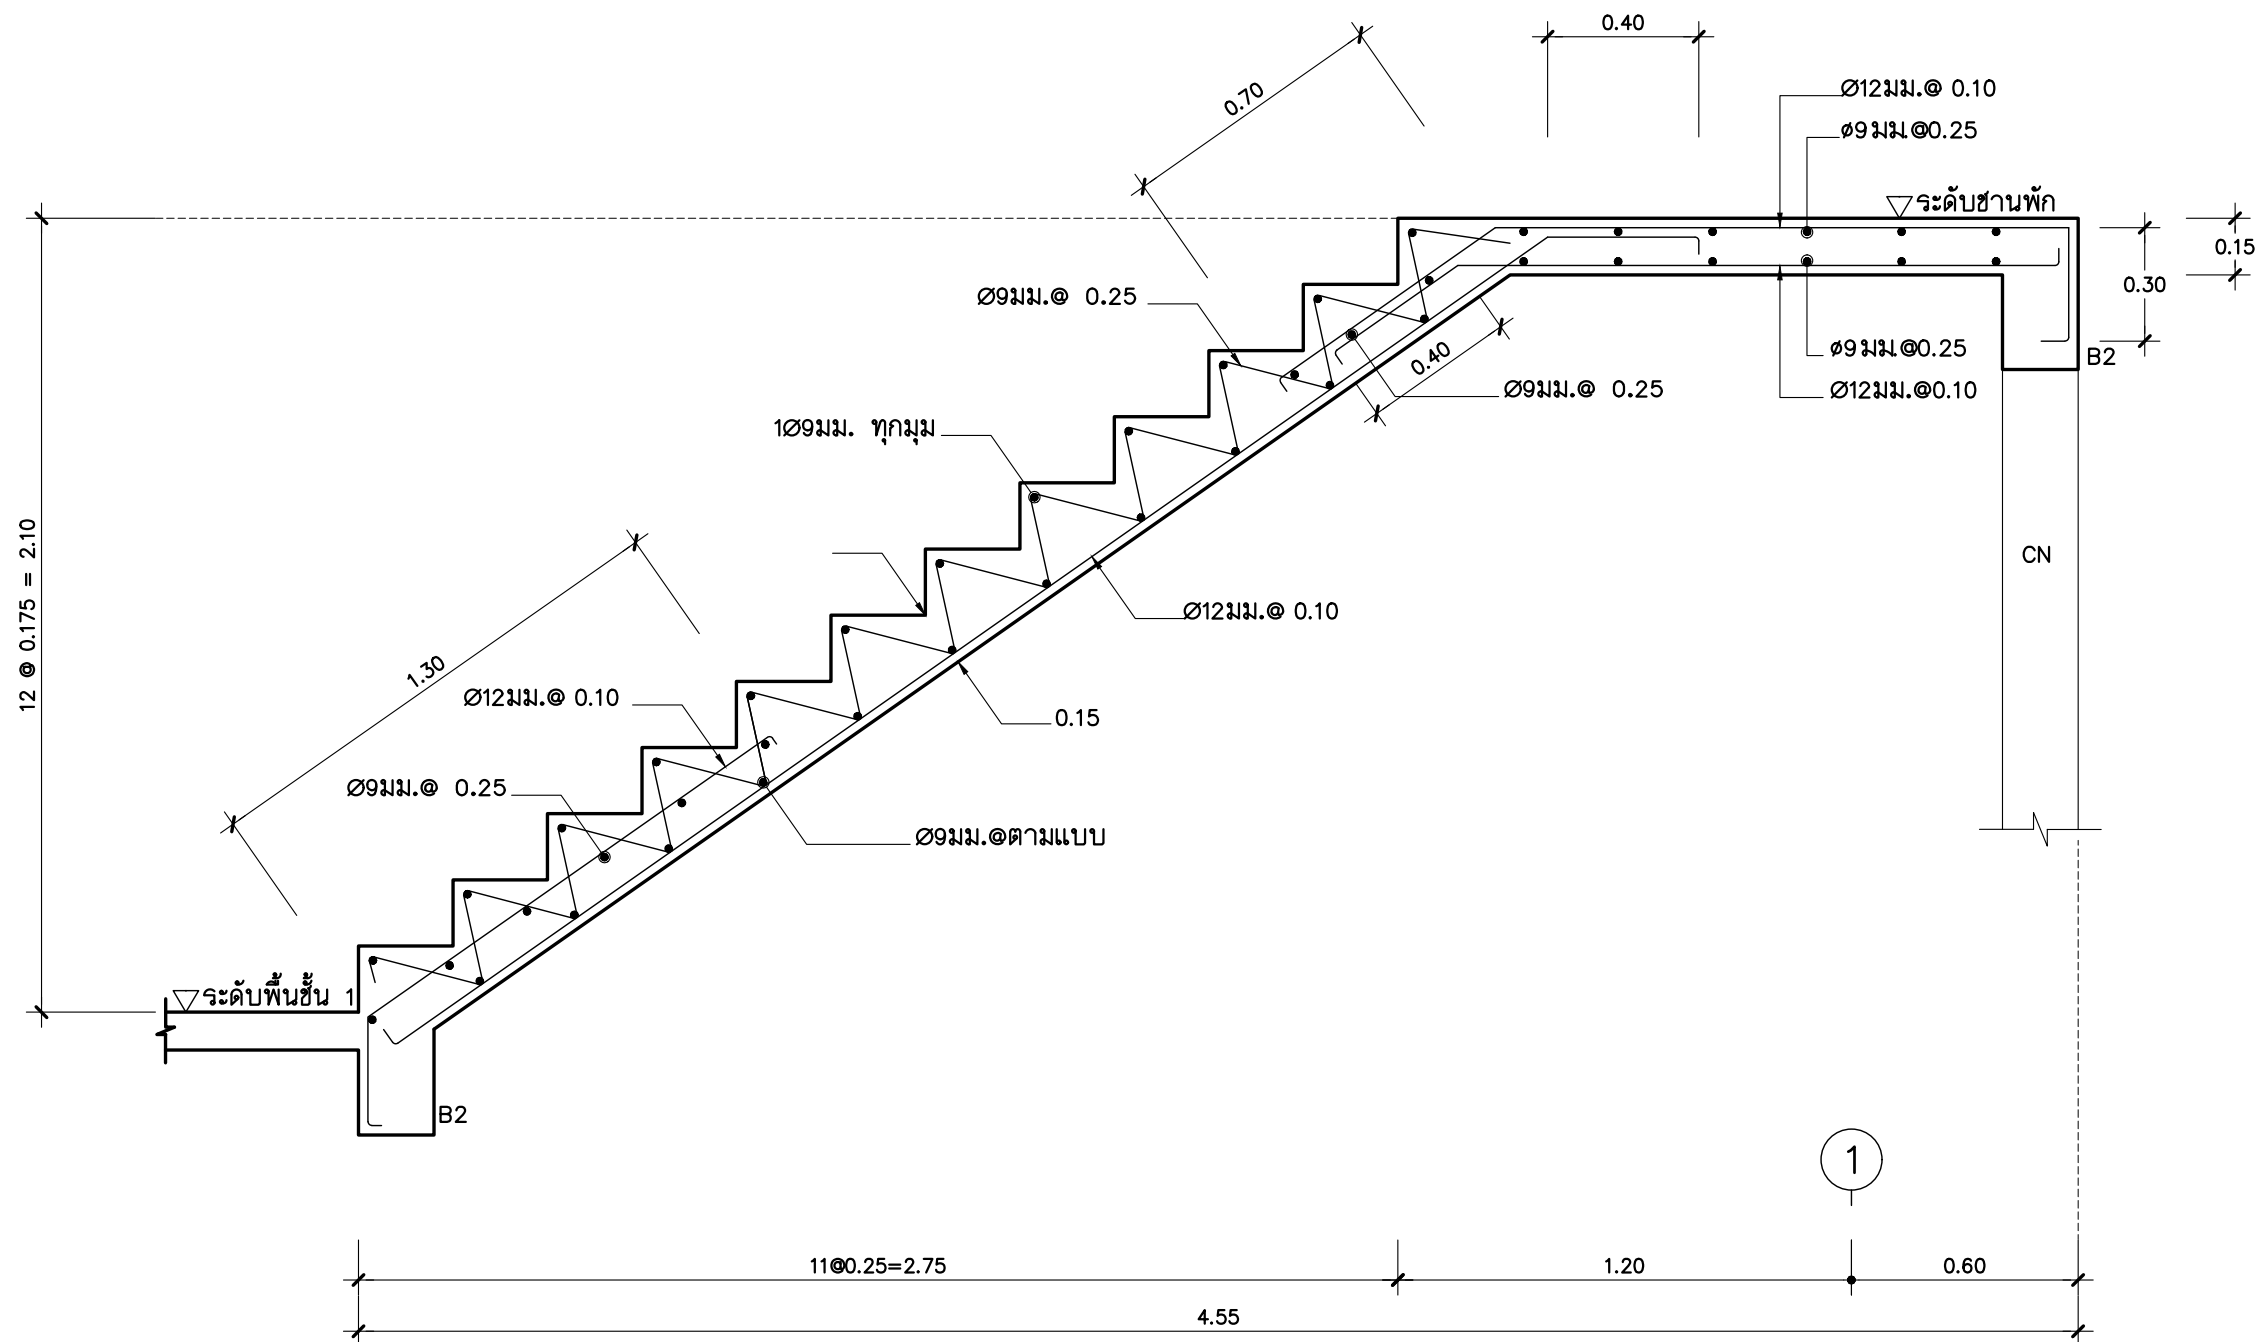 0.40
0.70
Ø12มม.@ 0.10
ø9มม.@0.25
ระดับชานพัก
0.15
0.30
Ø9มม.@ 0.25
0.40
ø9มม.@0.25
B2
Ø9มม.@ 0.25
Ø12มม.@0.10
1Ø9มม. ทุกมุม
CN
12 @ 0.175 = 2.10
Ø12มม.@ 0.10
1.30
Ø12มม.@ 0.10
0.15
Ø9มม.@ 0.25
Ø9มม.@ตามแบบ
ระดับพื้นชั้น 1
B2
1
11@0.25=2.75
1.20
0.60
4.55